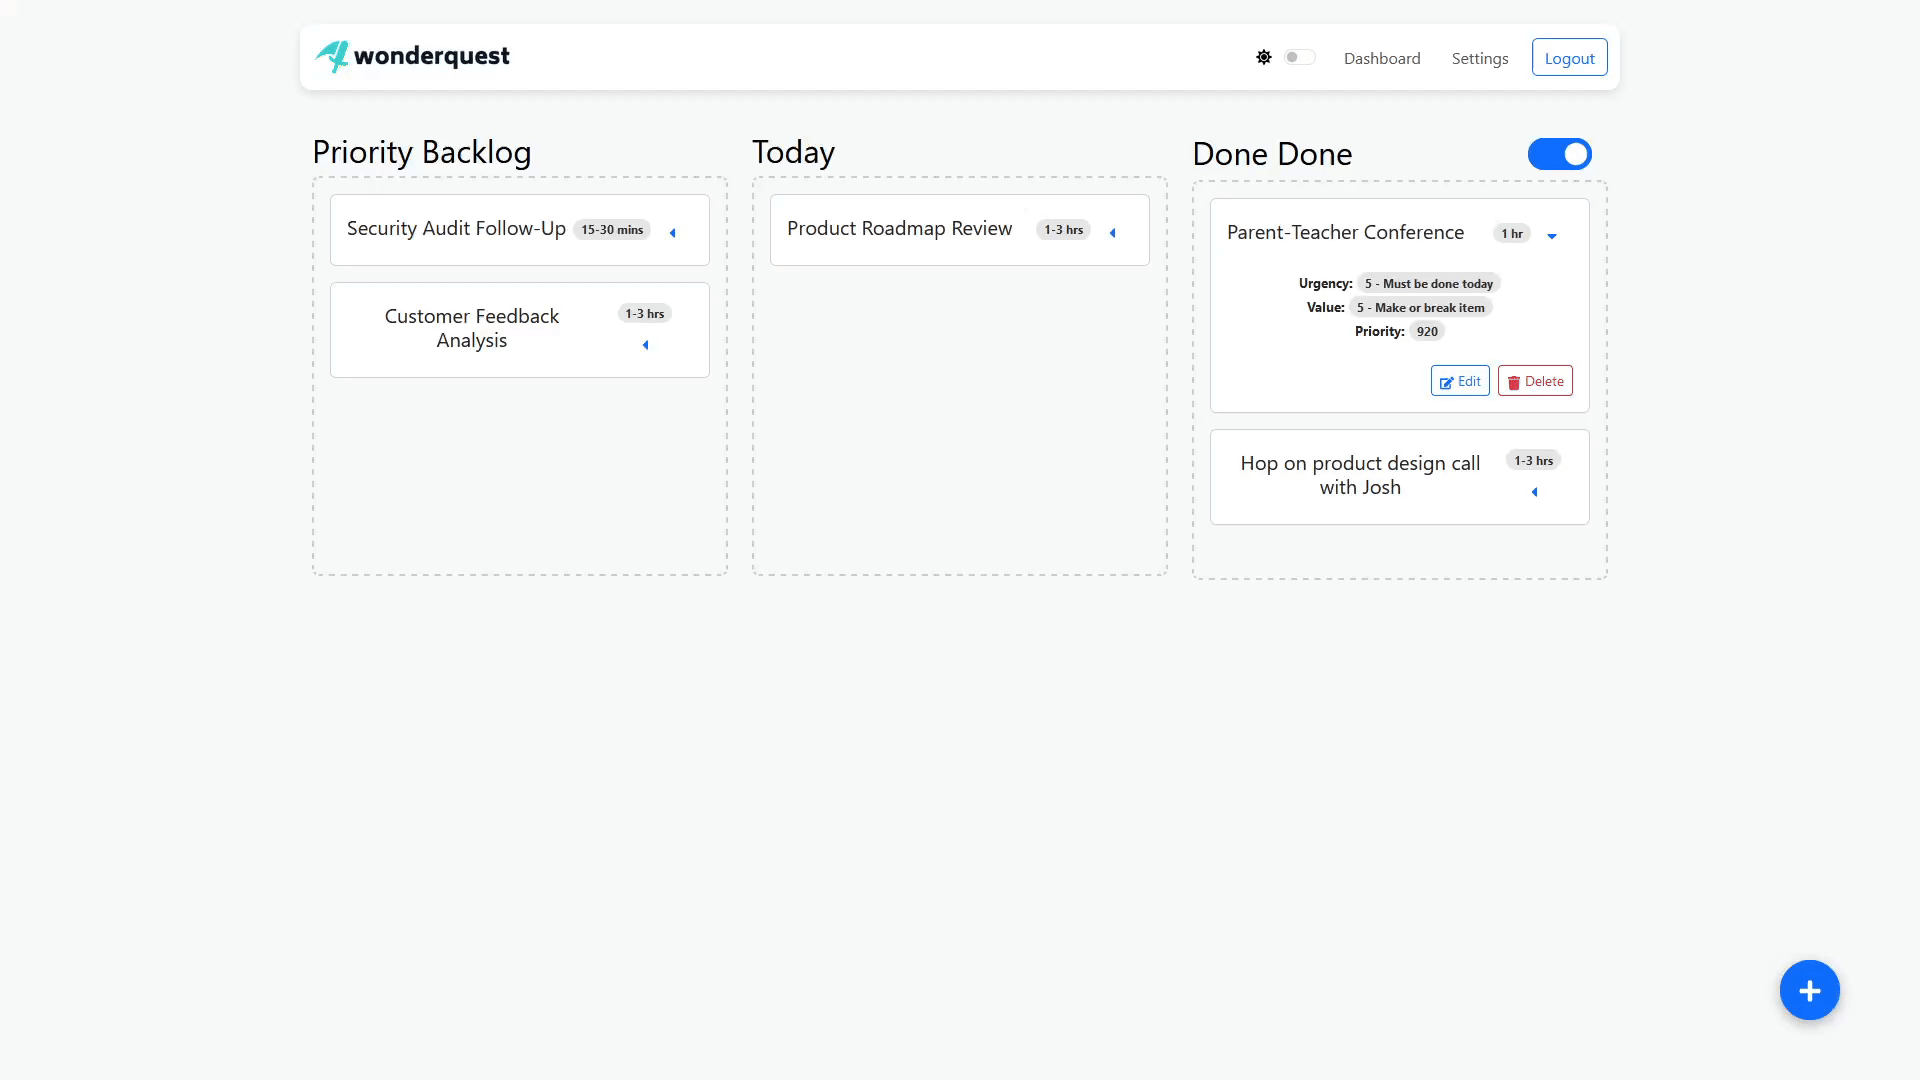 wonderquest
Dashboard
Settings
Logout
Priority Backlog
Security Audit Follow-Up 15-30 mins
Customer Feedback 1-3 hrs
Analysis
Today
Product Roadmap Review 1-3 hrs
Done Done
Parent-Teacher Conference 1 hr
Urgency: 5 - Must be done today
Value: 5 - Make or break item
Priority: 920
Edit
Delete
Hop on product design call 1-3 hrs
with Josh